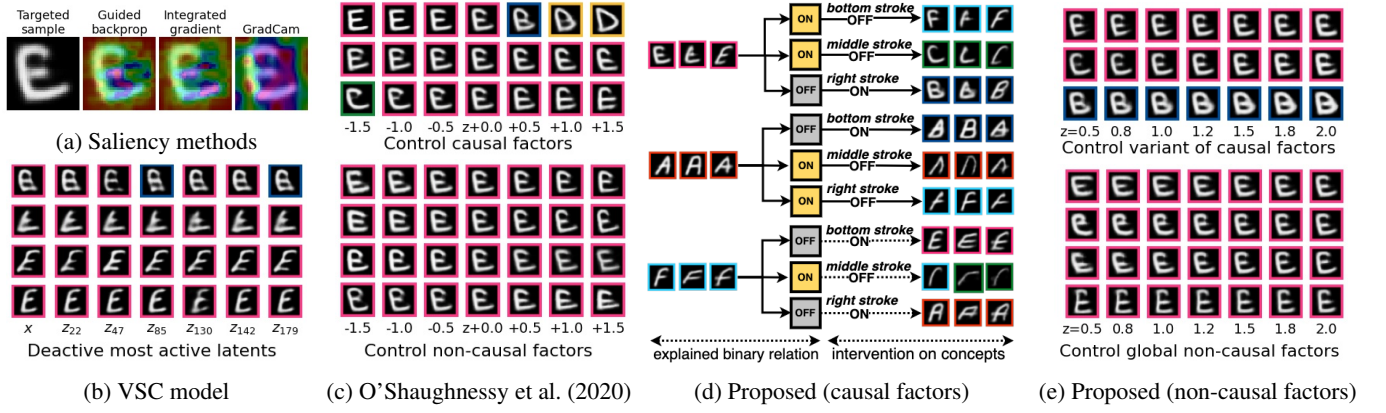 Targeted sample
Guided backprop
Integrated gradient
GradCam
(a) Saliency methods
x z22 z47 z85 z130 z142 z179
Deactive most active latents
(b) VSC model
-1.5 -1.0 -0.5 z+0.0 +0.5 +1.0 +1.5
Control causal factors
-1.5 -1.0 -0.5 z+0.0 +0.5 +1.0 +1.5
Control non-causal factors
(c) O'Shaughnessy et al. (2020)
ON bottom stroke OFF
ON middle stroke OFF
OFF right stroke ON
OFF bottom stroke ON
ON middle stroke OFF
ON right stroke OFF
OFF bottom stroke ON
ON middle stroke OFF
OFF right stroke ON
explained binary relation intervention on concepts
(d) Proposed (causal factors)
z=0.5 0.8 1.0 1.2 1.5 1.8 2.0
Control variant of causal factors
z=0.5 0.8 1.0 1.2 1.5 1.8 2.0
Control global non-causal factors
(e) Proposed (non-causal factors)